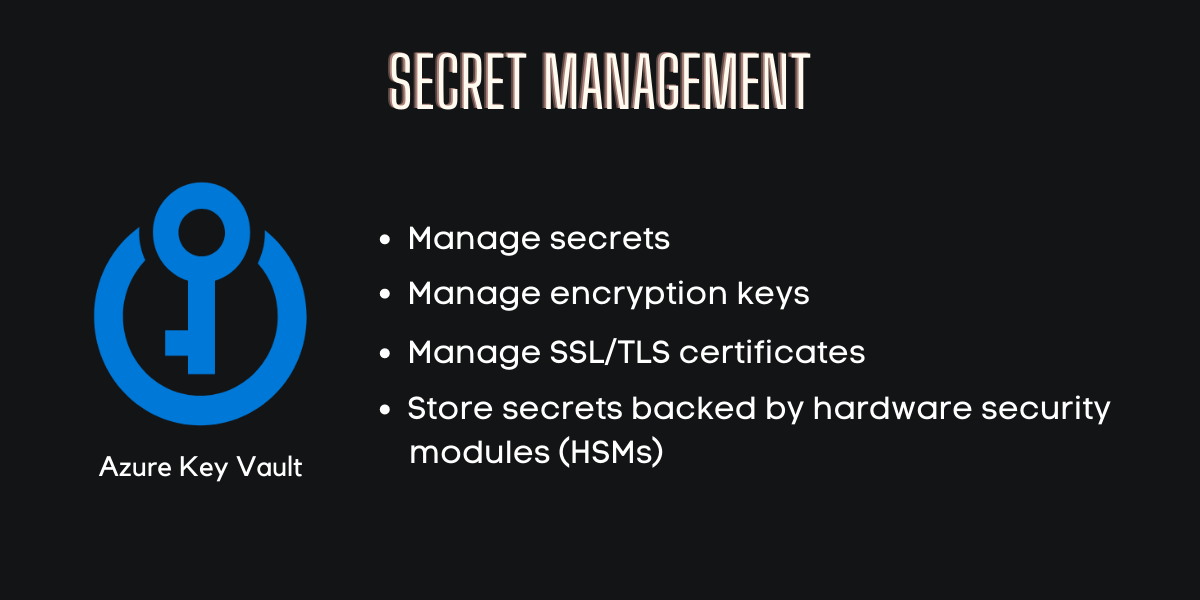 SECRET MANAGEMENT
• Manage secrets
• Manage encryption keys
• Manage SSL/TLS certificates
• Store secrets backed by hardware security
modules (HSMs)
Azure Key Vault